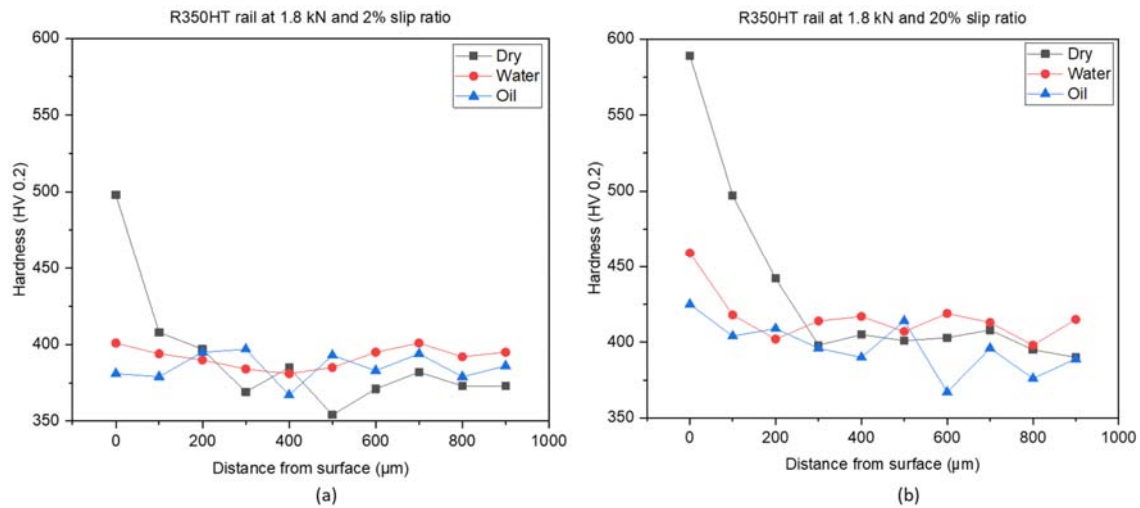 R350HT rail at 1.8 kN and 2% slip ratio
600
550
500
450
400
350
Hardness (HV 0.2)
Dry
Water
Oil
0 200 400 600 800 1000
Distance from surface (µm)
(a)
R350HT rail at 1.8 kN and 20% slip ratio
600
550
500
450
400
350
Hardness (HV 0.2)
Dry
Water
Oil
0 200 400 600 800 1000
Distance from surface (µm)
(b)